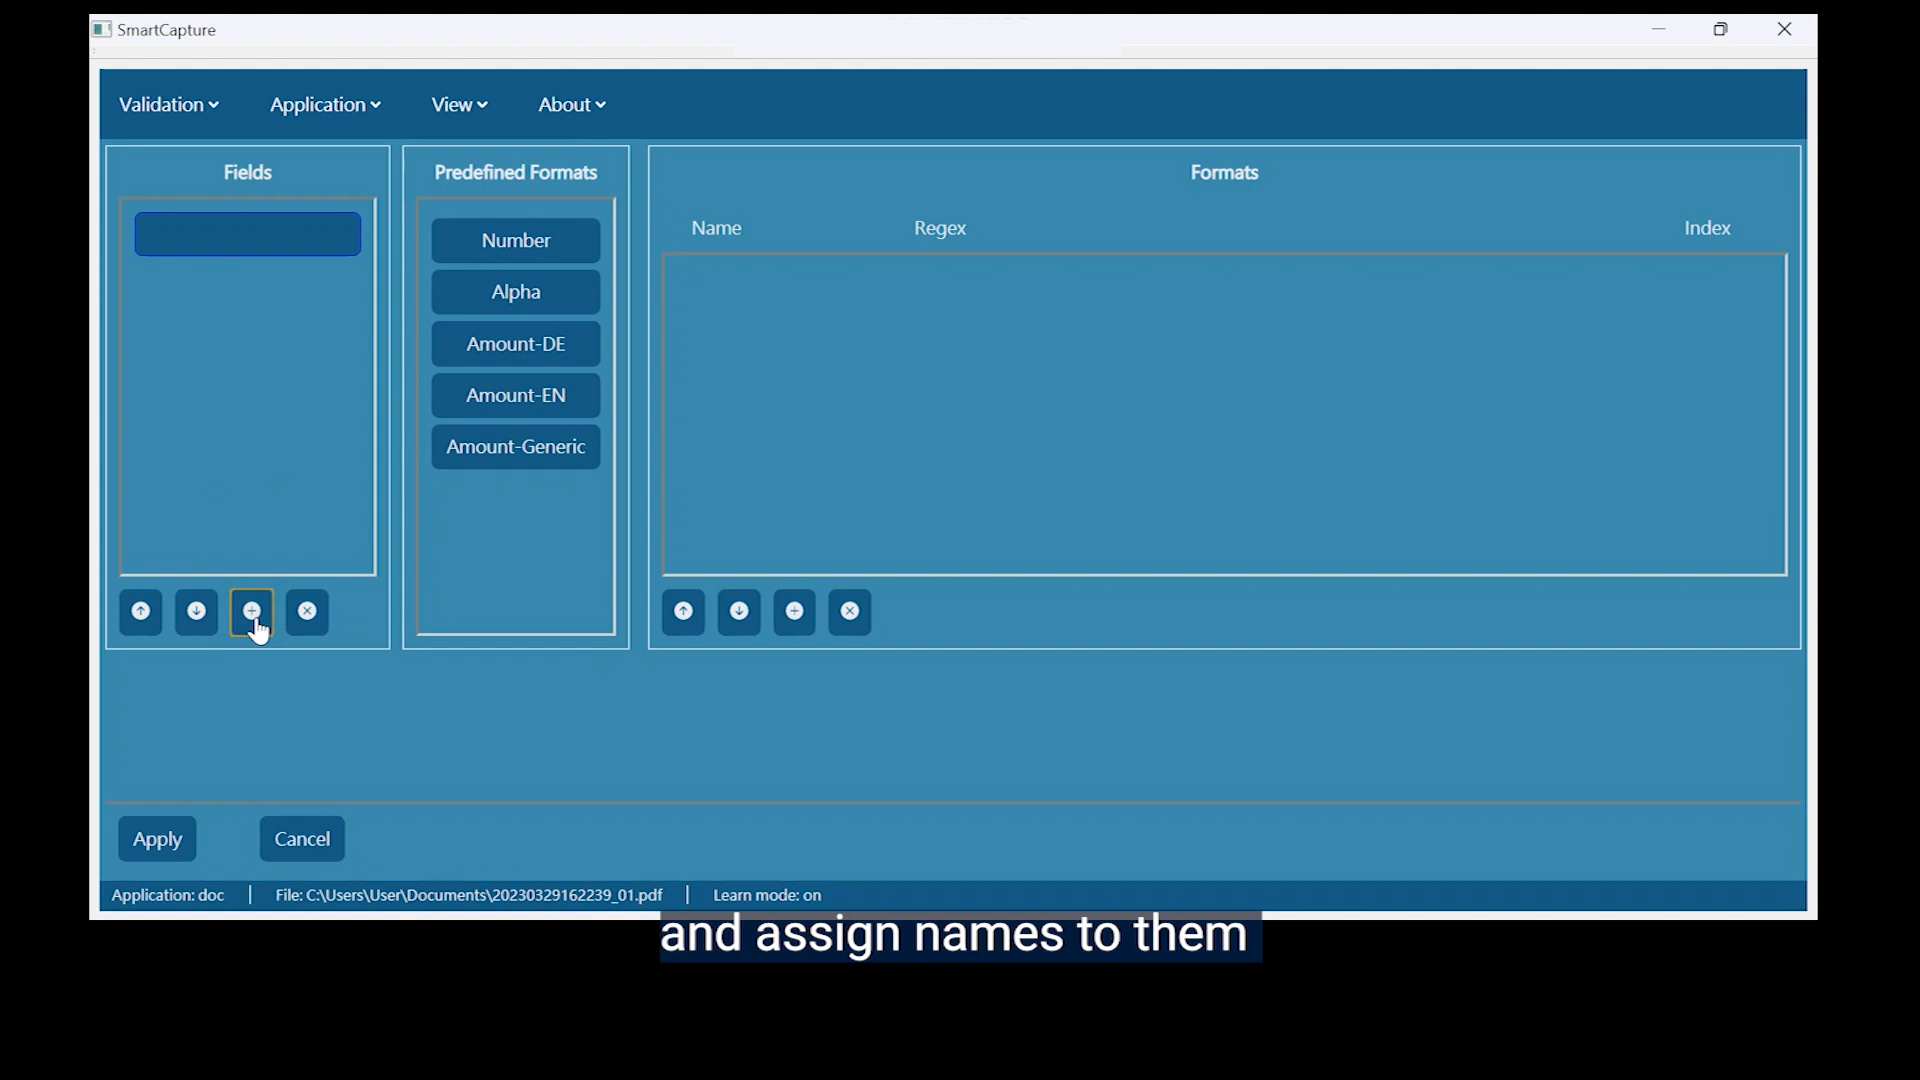 SmartCapture
Validation
Application
View
About
Fields
Predefined Formats
Formats
Name
Regex
Index
Number
Alpha
Amount-DE
Amount-EN
Amount-Generic
Apply
Cancel
Application: doc
File: C:\Users\User\Documents\20230329162239_01.pdf
Learn mode: on
and assign names to them